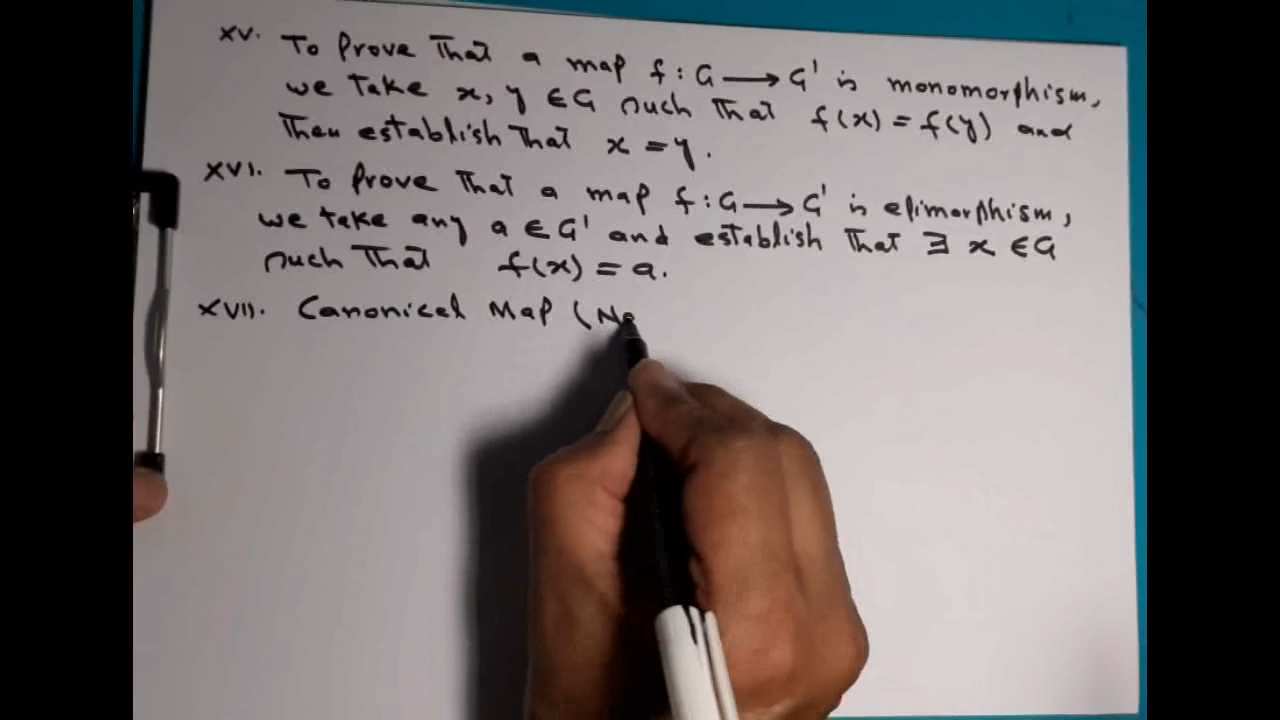 XV. To Prove That a map f : G ⟶ G' is monomorphism,
we take x, y ∈ G such that f(x) = f(y) and
Then establish that x = y.
XVI. To Prove That a map f : G ⟶ G' is epimorphism,
we take any a ∈ G' and establish that ∃ x ∈ G
such that f(x) = a.
XVII. Canonical Map (